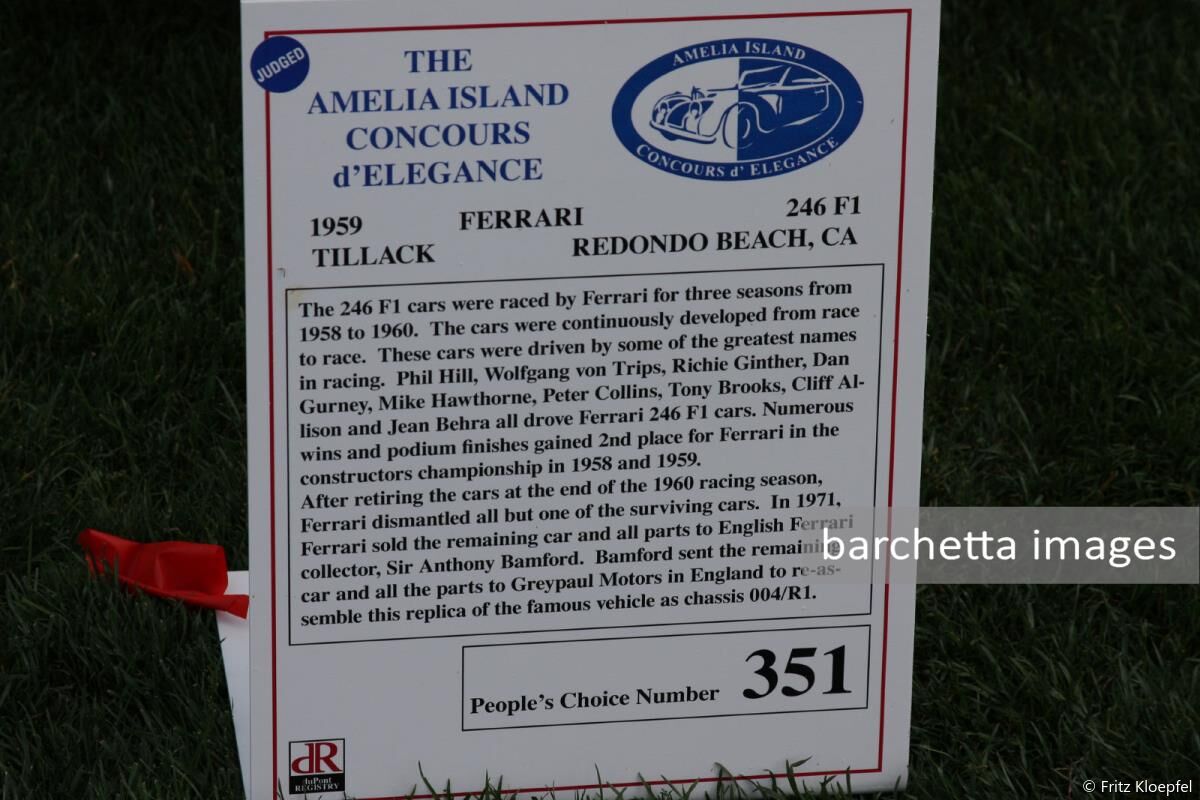 JUDGED
THE
AMELIA ISLAND
CONCOURS
d'ELEGANCE
AMELIA ISLAND
CONCOURS d' ELEGANCE
1959 FERRARI 246 F1
TILLACK REDONDO BEACH, CA
The 246 F1 cars were raced by Ferrari for three seasons from
1958 to 1960. The cars were continuously developed from race
to race. These cars were driven by some of the greatest names
in racing. Phil Hill, Wolfgang von Trips, Richie Ginther, Dan
Gurney, Mike Hawthorne, Peter Collins, Tony Brooks, Cliff Al-
lison and Jean Behra all drove Ferrari 246 F1 cars. Numerous
wins and podium finishes gained 2nd place for Ferrari in the
constructors championship in 1958 and 1959.
After retiring the cars at the end of the 1960 racing season,
Ferrari dismantled all but one of the surviving cars. In 1971,
Ferrari sold the remaining car and all parts to English Ferrari
collector, Sir Anthony Bamford. Bamford sent the remaining
car and all the parts to Greypaul Motors in England to re-as-
semble this replica of the famous vehicle as chassis 004/R1.
barchetta images
People's Choice Number 351
dR
duPont
REGISTRY
© Fritz Kloepfel